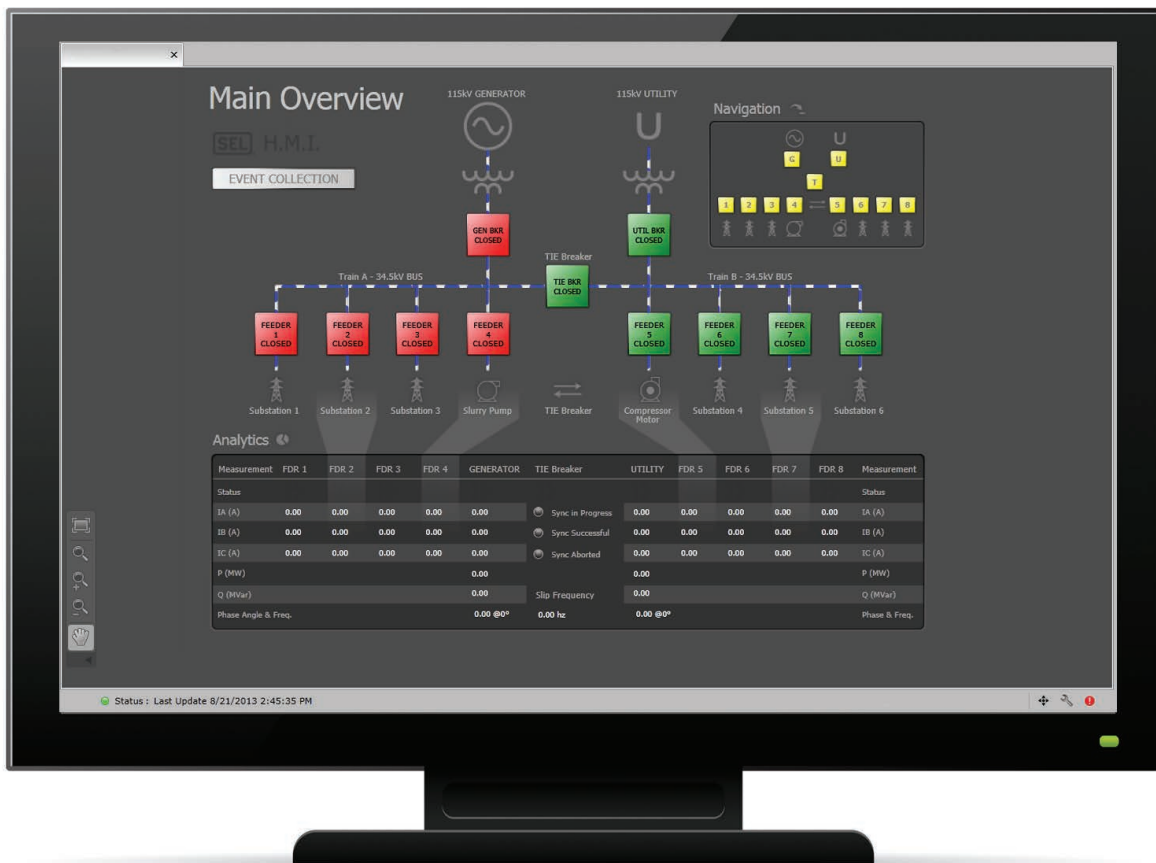 ×
Main Overview
SEL H.M.I.
EVENT COLLECTION
115kV GENERATOR
115kV UTILITY
U
Navigation
U
G U
T
1 2 3 4 5 6 7 8
GEN BKR
CLOSED
UTIL BKR
CLOSED
TIE Breaker
TIE BKR
CLOSED
Train A - 34.5kV BUS
Train B - 34.5kV BUS
FEEDER
1
CLOSED
FEEDER
2
CLOSED
FEEDER
3
CLOSED
FEEDER
4
CLOSED
FEEDER
5
CLOSED
FEEDER
6
CLOSED
FEEDER
7
CLOSED
FEEDER
8
CLOSED
Substation 1
Substation 2
Substation 3
Slurry Pump
TIE Breaker
Compressor
Motor
Substation 4
Substation 5
Substation 6
Analytics
Measurement FDR 1 FDR 2 FDR 3 FDR 4 GENERATOR TIE Breaker UTILITY FDR 5 FDR 6 FDR 7 FDR 8 Measurement
Status Status
IA (A) 0.00 0.00 0.00 0.00 0.00 Sync in Progress 0.00 0.00 0.00 0.00 0.00 IA (A)
IB (A) 0.00 0.00 0.00 0.00 0.00 Sync Successful 0.00 0.00 0.00 0.00 0.00 IB (A)
IC (A) 0.00 0.00 0.00 0.00 0.00 Sync Aborted 0.00 0.00 0.00 0.00 0.00 IC (A)
P (MW) 0.00 0.00 P (MW)
Q (MVar) 0.00 Slip Frequency 0.00 Q (MVar)
Phase Angle & Freq. 0.00 @0° 0.00 hz 0.00 @0° Phase & Freq.
Status : Last Update 8/21/2013 2:45:35 PM